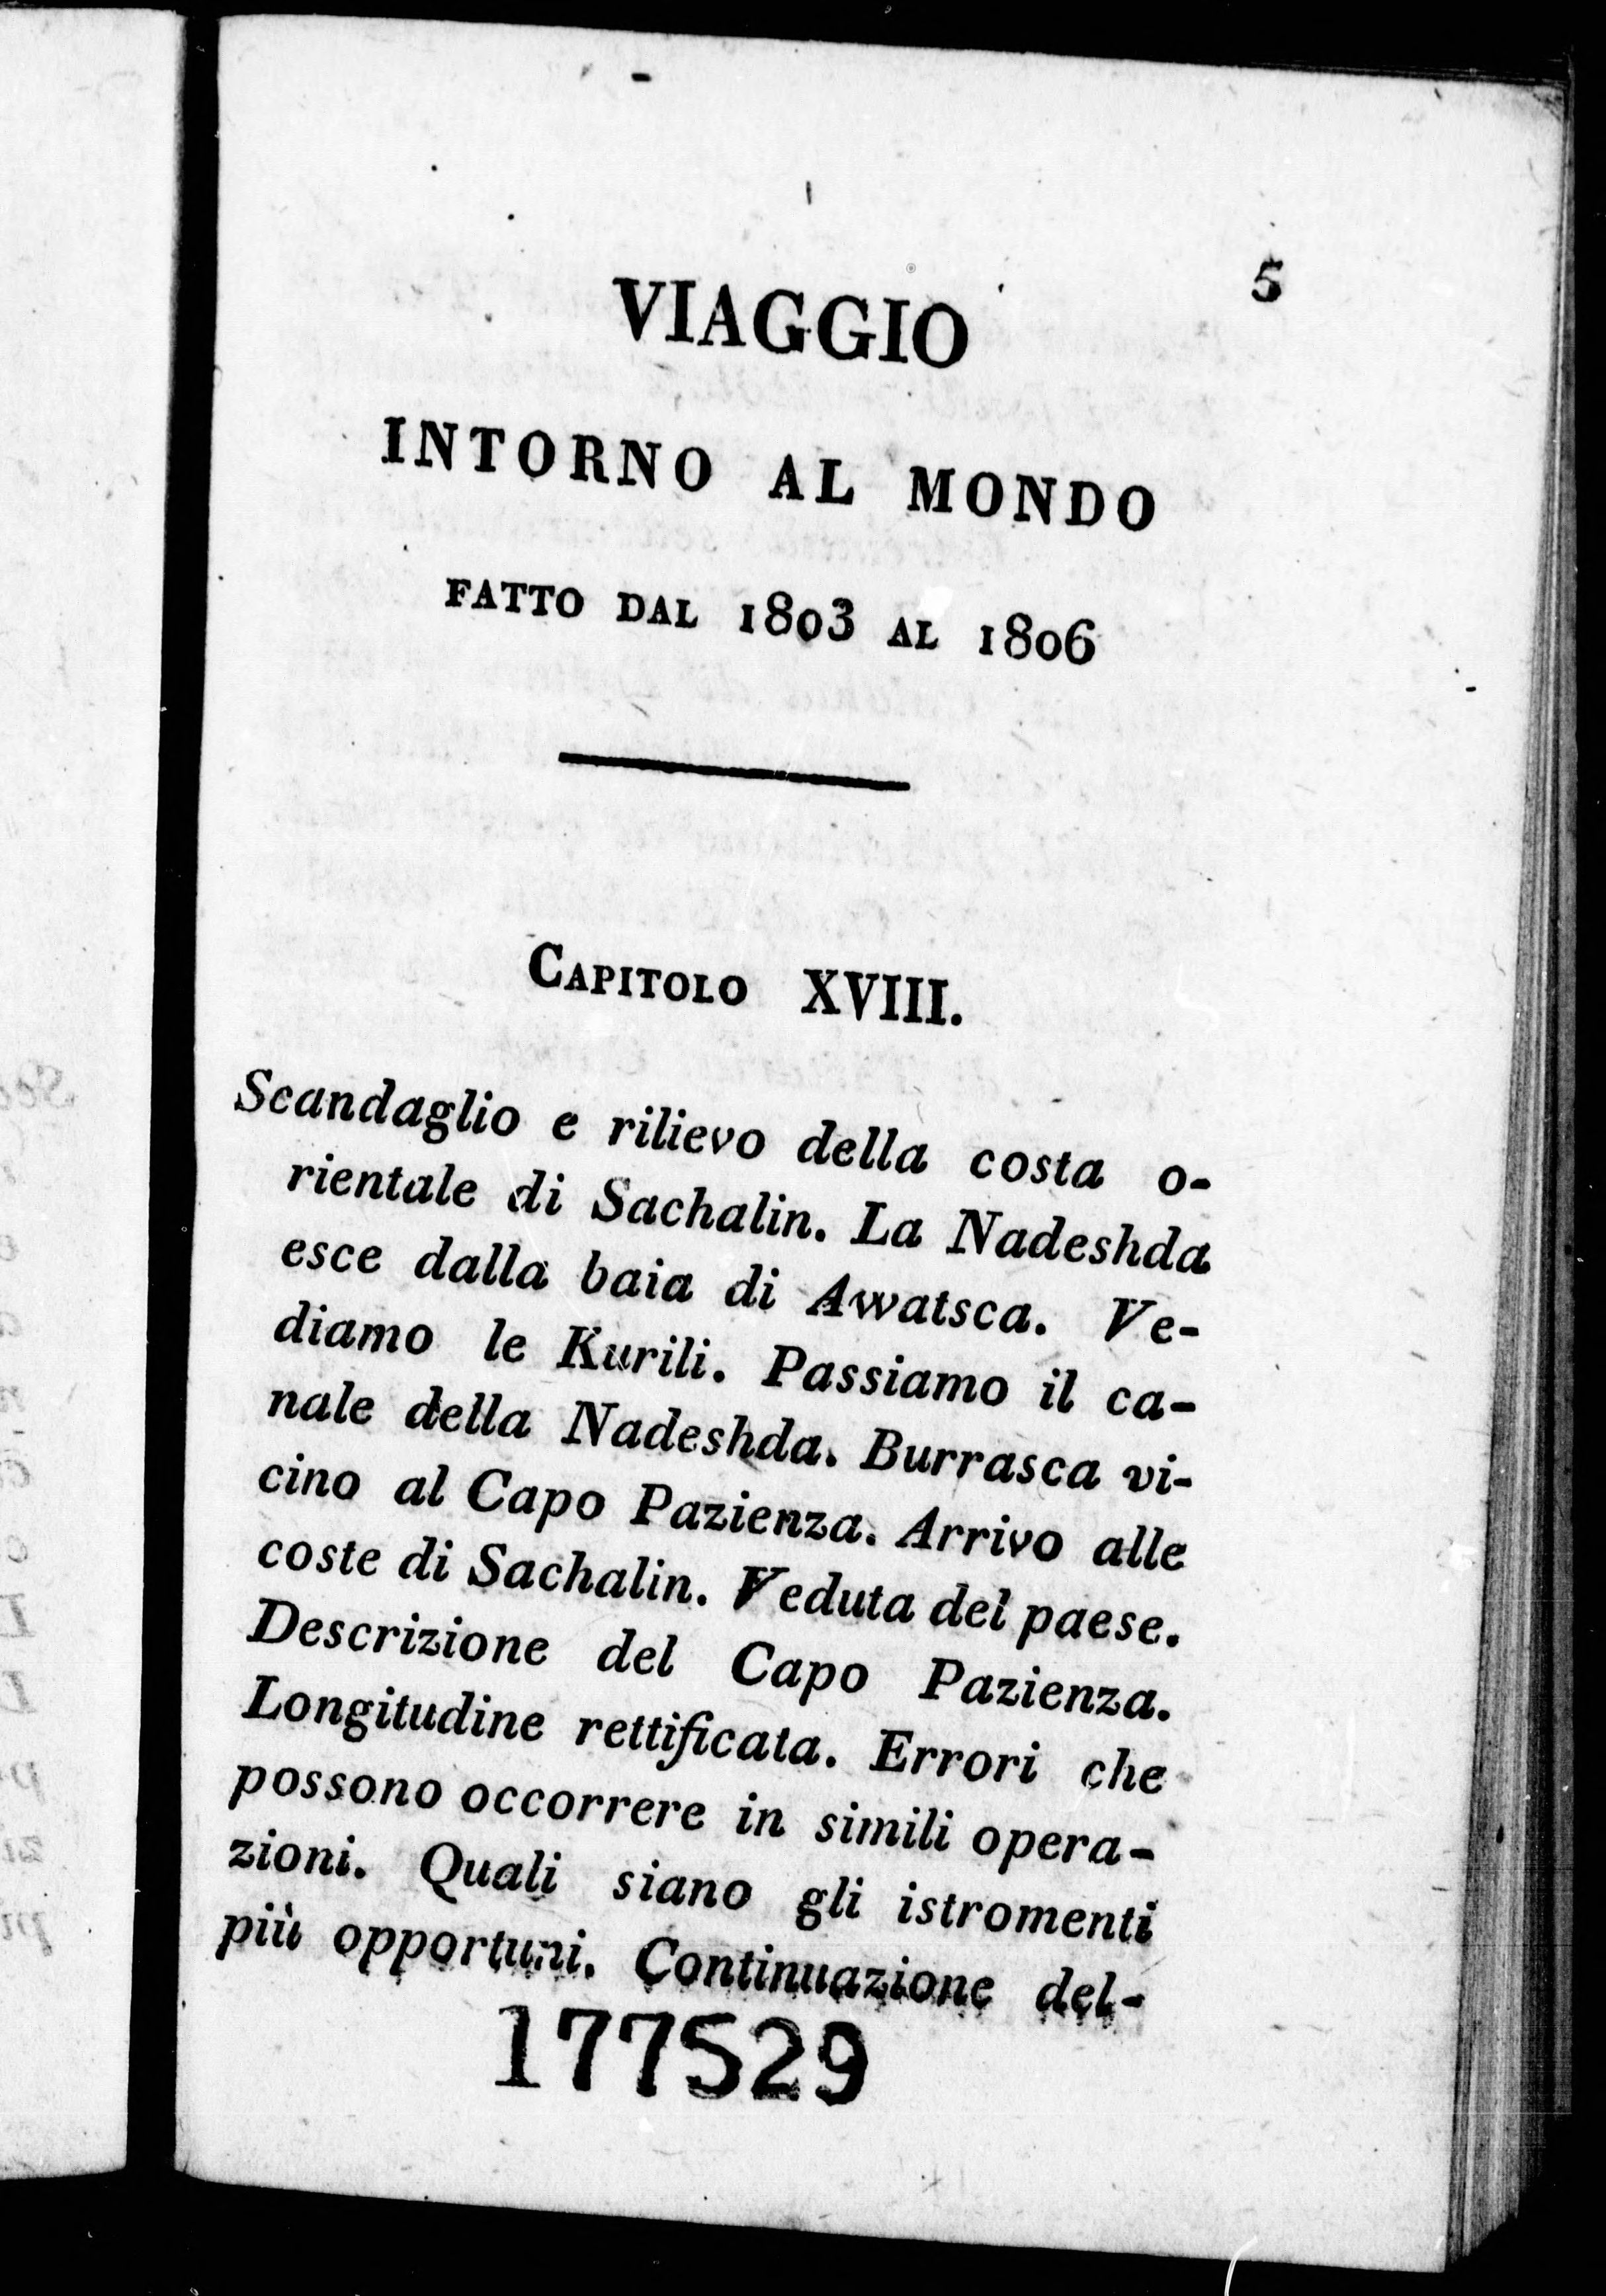 5
VIAGGIO
INTORNO AL MONDO
FATTO DAL 1803 AL 1806
CAPITOLO XVIII.
Scandaglio e rilievo della costa o-
rientale di Sachalin. La Nadeshda
esce dalla baia di Awatsca. Ve-
diamo le Kurili. Passiamo il ca-
nale della Nadeshda. Burrasca vi-
cino al Capo Pazienza. Arrivo alle
coste di Sachalin. Veduta del paese.
Descrizione del Capo Pazienza.
Longitudine rettificata. Errori che
possono occorrere in simili opera-
zioni. Quali siano gli istromenti
più opportuni. Continuazione del-
177529